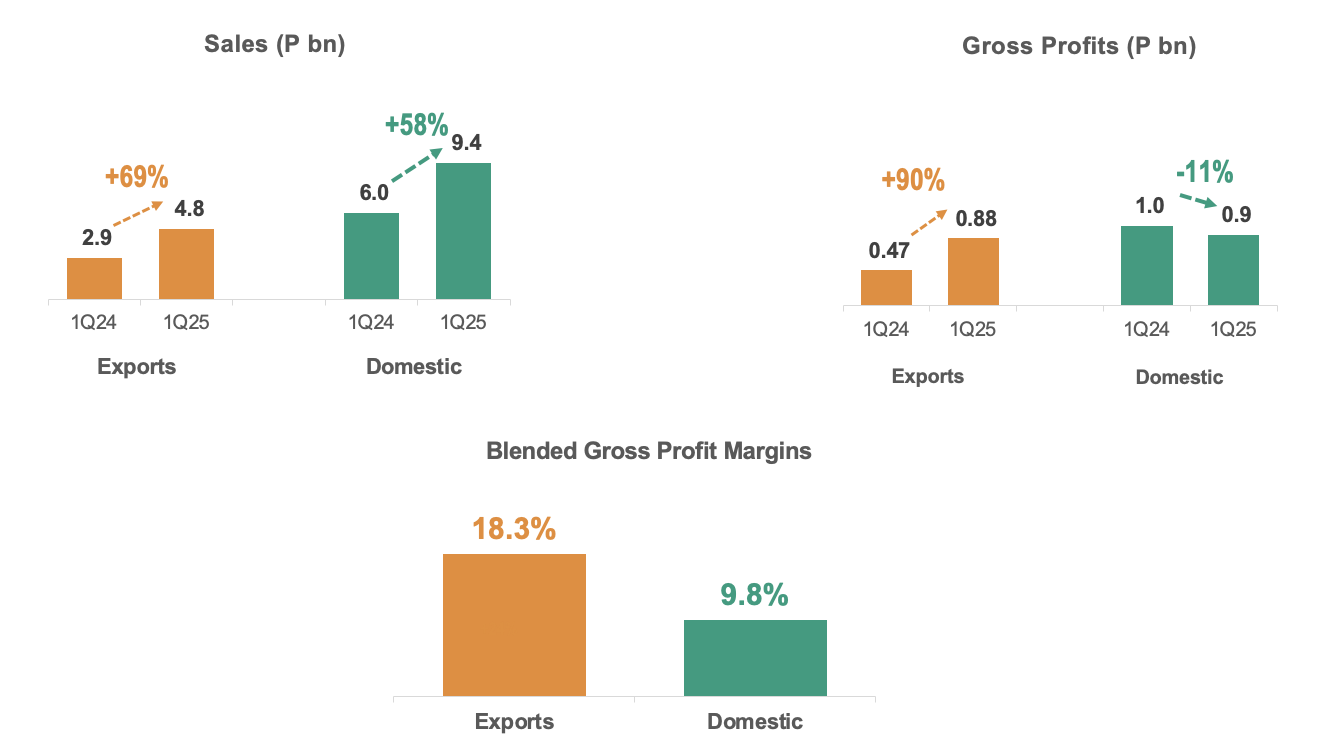 Sales (P bn)
+69%
2.9
4.8
+58%
6.0
9.4
1Q24
1Q25
1Q24
1Q25
Exports
Domestic
Gross Profits (P bn)
+90%
0.47
0.88
-11%
1.0
0.9
1Q24
1Q25
1Q24
1Q25
Exports
Domestic
Blended Gross Profit Margins
18.3%
9.8%
Exports
Domestic